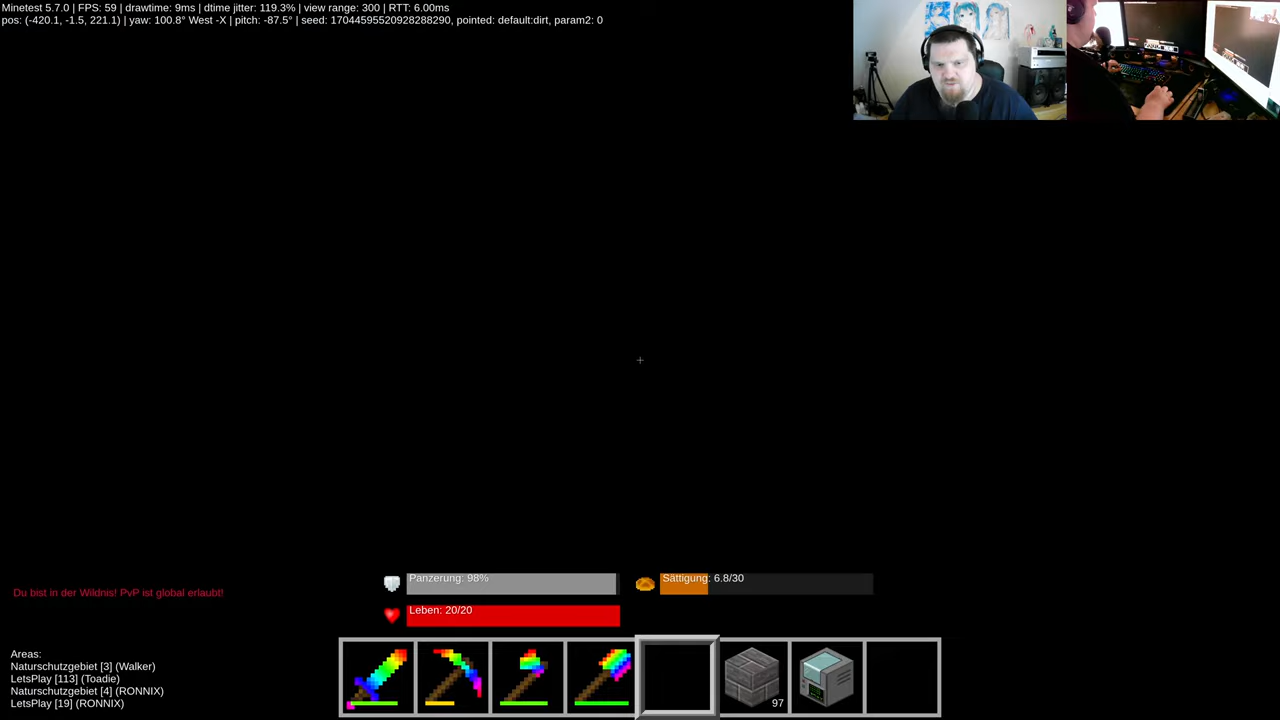 Minetest 5.7.0 | FPS: 59 | drawtime: 9ms | dtime jitter: 119.3% | view range: 300 | RTT: 6.00ms
pos: (-420.1, -1.5, 221.1) | yaw: 100.8° West -X | pitch: -87.5° | seed: 17044595520928288290, pointed: default:dirt, param2: 0
Panzerung: 98%
Sättigung: 6.8/30
Du bist in der Wildnis! PvP ist global erlaubt!
Leben: 20/20
Areas:
Naturschutzgebiet [3] (Walker)
LetsPlay [113] (Toadie)
Naturschutzgebiet [4] (RONNIX)
LetsPlay [19] (RONNIX)
97